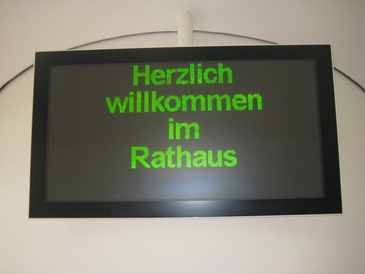 Herzlich
willkommen
im
Rathaus